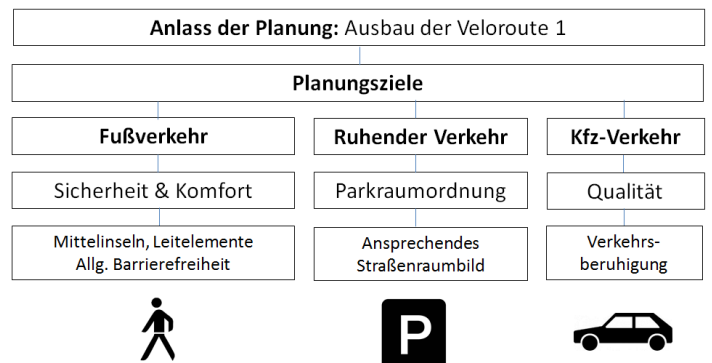 Anlass der Planung: Ausbau der Veloroute 1
Planungsziele
Fußverkehr
Ruhender Verkehr
Kfz-Verkehr
Sicherheit & Komfort
Parkraumordnung
Qualität
Mittelinseln, Leitelemente
Allg. Barrierefreiheit
Ansprechendes
Straßenraumbild
Verkehrs-
beruhigung
P